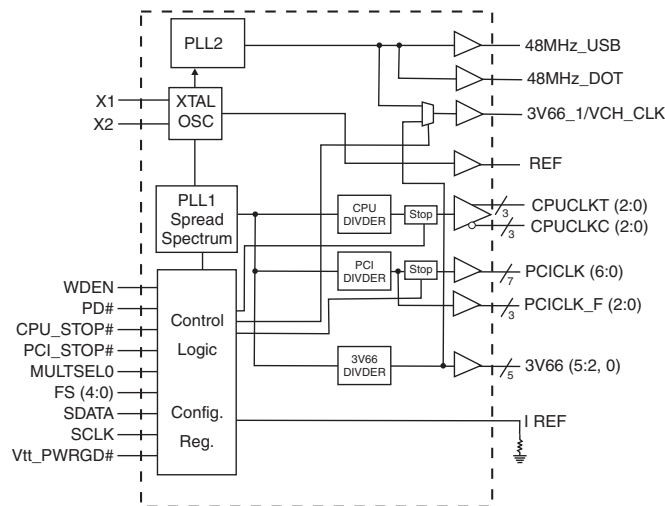 PLL2
48MHz_USB
48MHz_DOT
X1
X2
XTAL
OSC
3V66_1/VCH_CLK
REF
PLL1
Spread
Spectrum
CPU
DIVDER
Stop
3
CPUCLKT (2:0)
3
CPUCLKC (2:0)
PCI
DIVDER
Stop
7
PCICLK (6:0)
3
PCICLK_F (2:0)
3V66
DIVDER
5
3V66 (5:2, 0)
WDEN
PD#
CPU_STOP#
PCI_STOP#
MULTSEL0
FS (4:0)
SDATA
SCLK
Vtt_PWRGD#
Control
Logic
Config.
Reg.
I REF